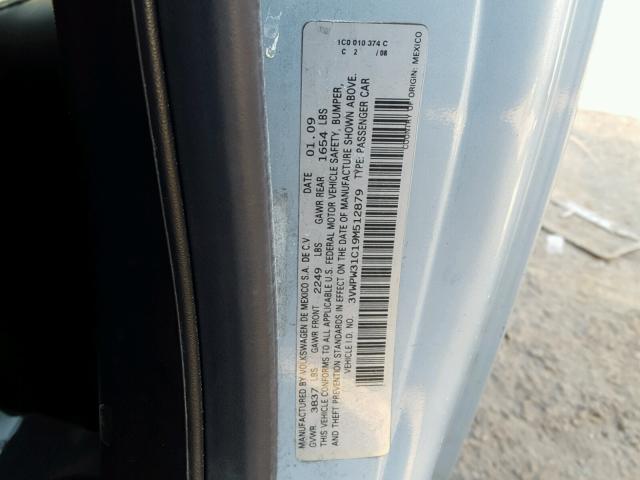 MANUFACTURED BY VOLKSWAGEN DE MEXICO S.A. DE C.V. DATE 01.09
GVWR. 3837 LBS GAWR FRONT 2249 LBS GAWR REAR 1654 LBS
THIS VEHICLE CONFORMS TO ALL APPLICABLE U.S. FEDERAL MOTOR VEHICLE SAFETY, BUMPER,
AND THEFT PREVENTION STANDARDS IN EFFECT ON THE DATE OF MANUFACTURE SHOWN ABOVE.
VEHICLE I.D. NO. 3VWPW31C19M512879 TYPE: PASSENGER CAR
COUNTRY OF ORIGIN: MEXICO
1C0 010 374 C
C 2 /08